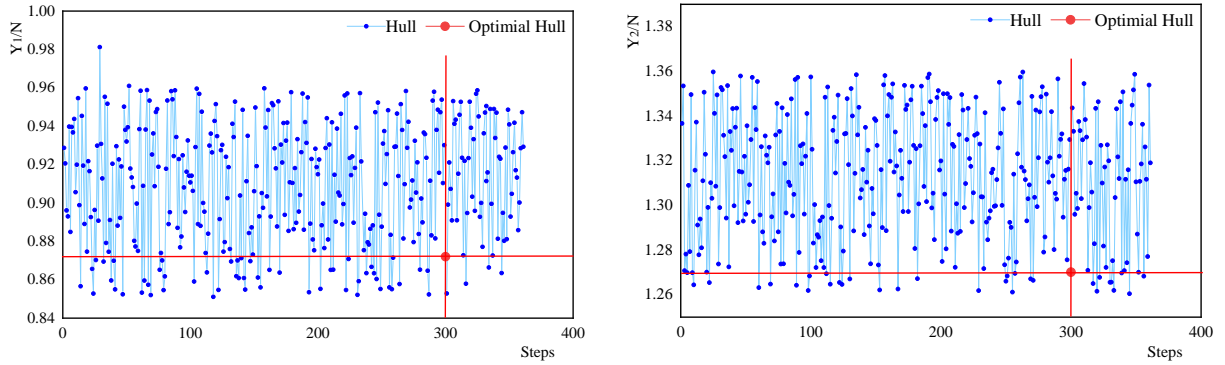 Y1/N
1.00
0.98
0.96
0.94
0.92
0.90
0.88
0.86
0.84
0 100 200 300 400
Steps
Hull Optimial Hull
Y2/N
1.38
1.36
1.34
1.32
1.30
1.28
1.26
0 100 200 300 400
Steps
Hull Optimial Hull